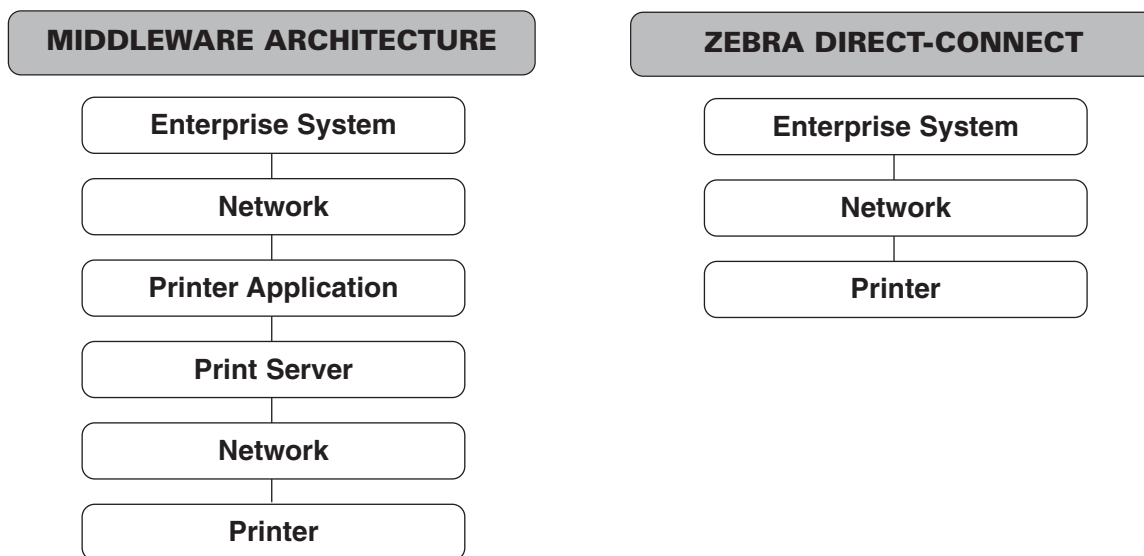 MIDDLEWARE ARCHITECTURE
Enterprise System
Network
Printer Application
Print Server
Network
Printer
ZEBRA DIRECT-CONNECT
Enterprise System
Network
Printer